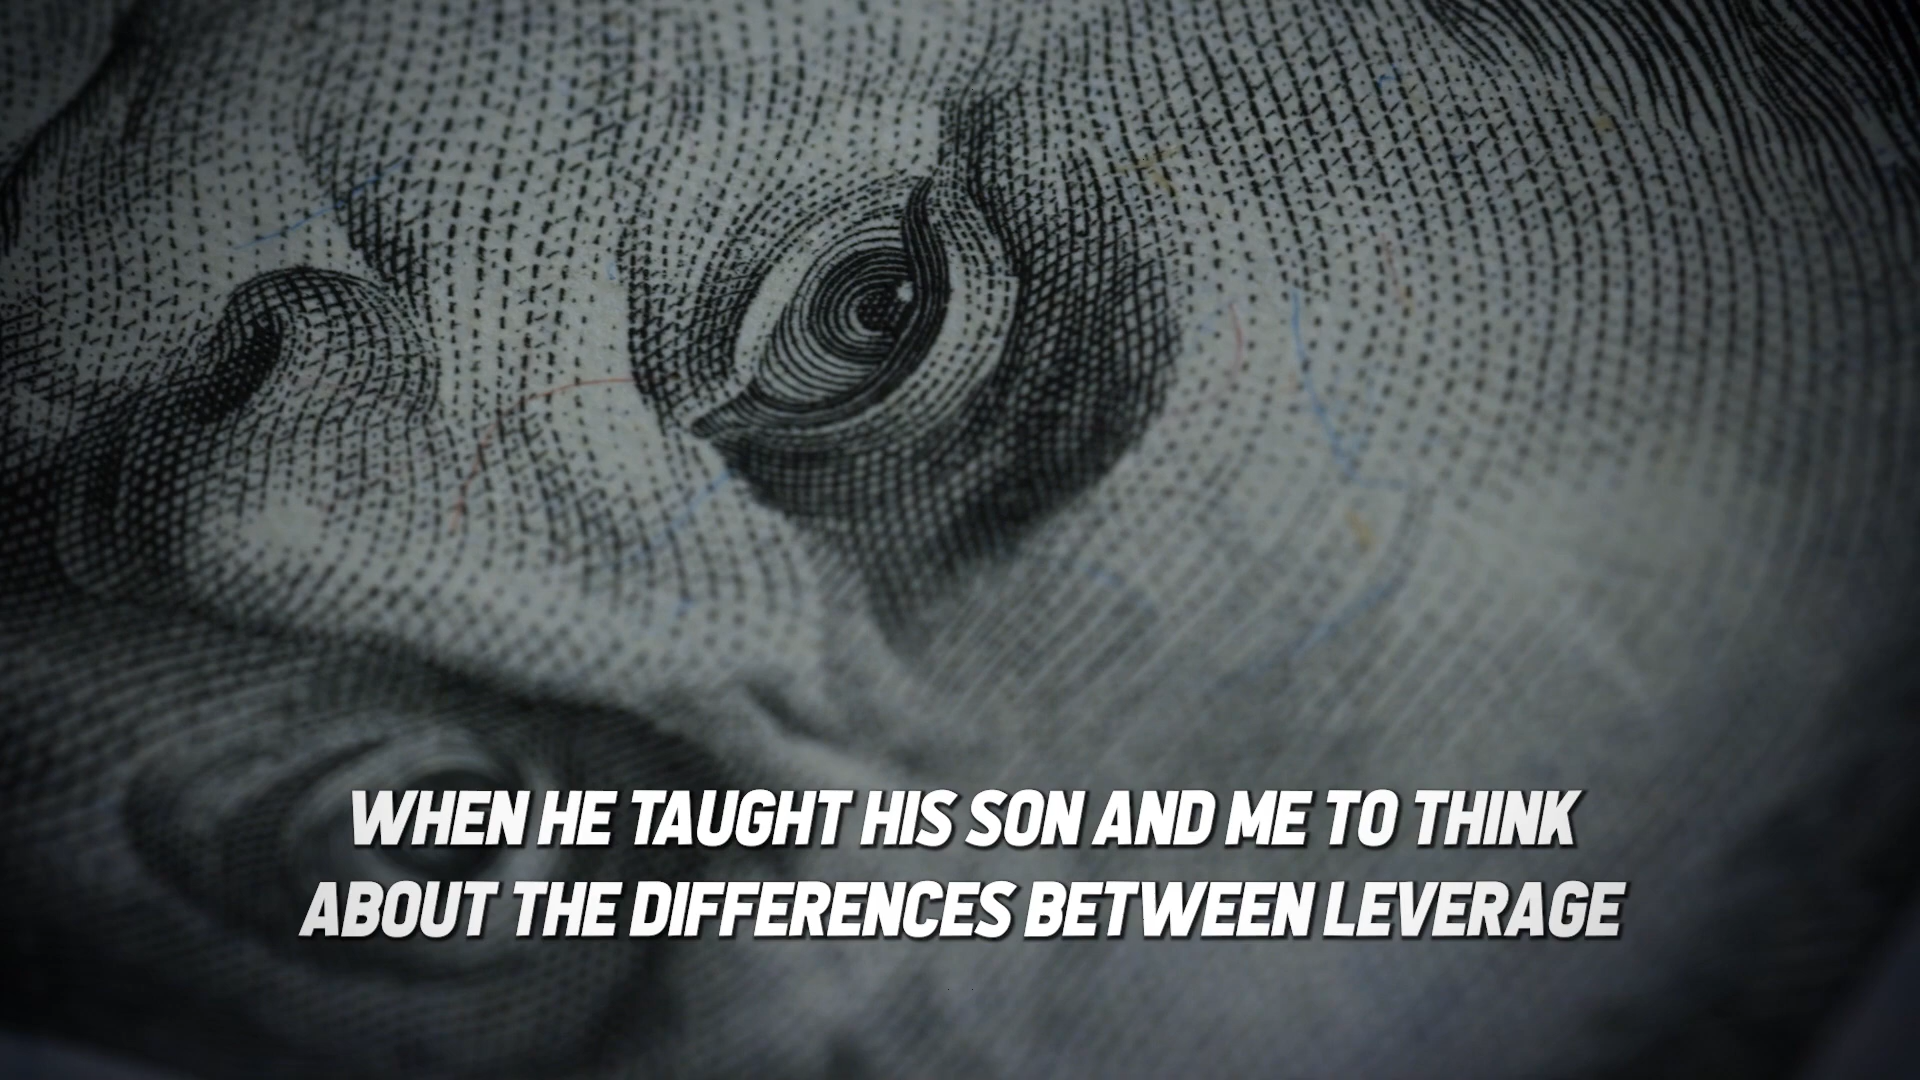 WHEN HE TAUGHT HIS SON AND ME TO THINK
ABOUT THE DIFFERENCES BETWEEN LEVERAGE